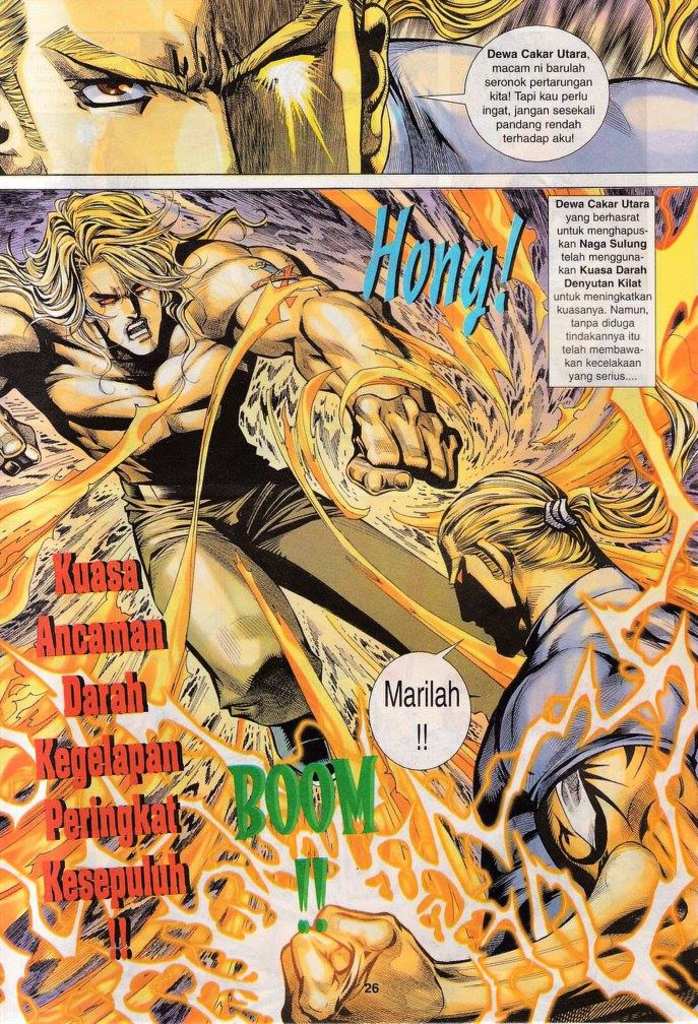 Dewa Cakar Utara,
macam ni barulah
seronok pertarungan
kita! Tapi kau perlu
ingat, jangan sesekali
pandang rendah
terhadap aku!
Hong!
Dewa Cakar Utara
yang berhasrat
untuk menghapus-
kan Naga Sulung
telah mengguna-
kan Kuasa Darah
Denyutan Kilat
untuk meningkatkan
kuasanya. Namun,
tanpa diduga
tindakannya itu
telah membawa-
kan kecelakaan
yang serius....
Kuasa
Ancaman
Darah
Kegelapan
Peringkat
Kesepuluh
!!
Marilah
!!
BOOM
!!
26